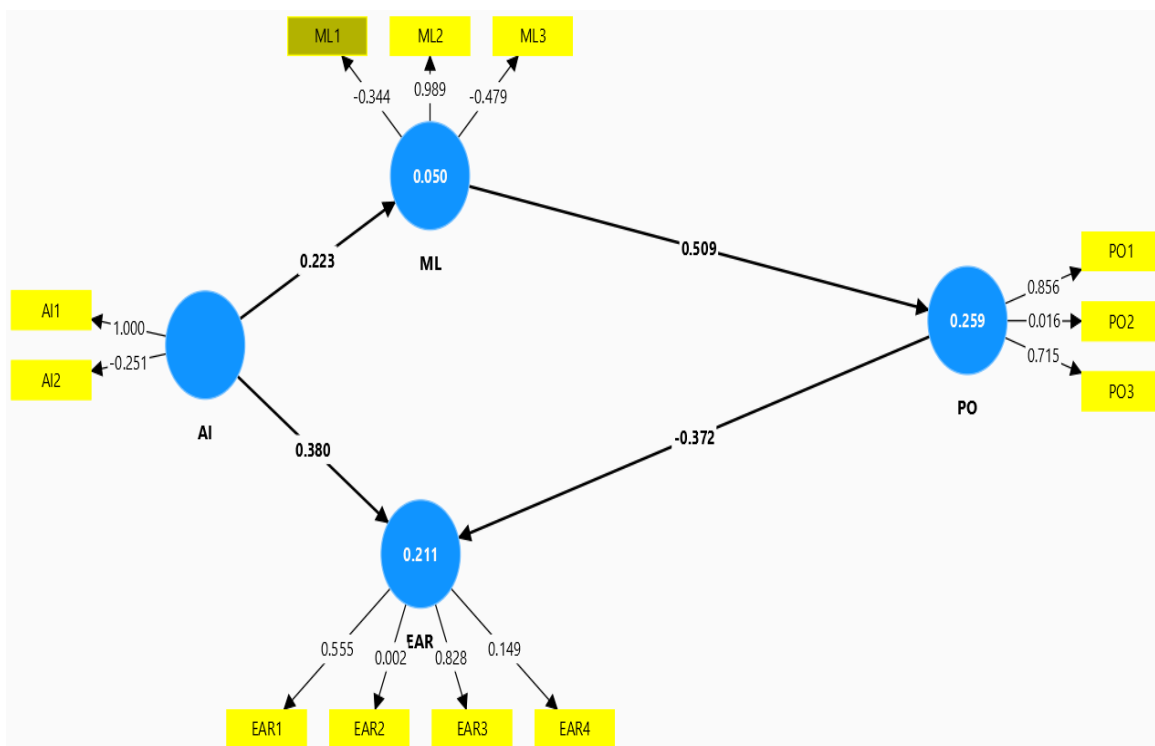 ML1 ML2 ML3
-0.344 0.989 -0.479
0.050
ML
0.223
0.509
AI1
1.000
AI2
-0.251
AI
PO1
0.856
0.259
0.016
PO2
0.715
PO3
PO
0.380
-0.372
0.211
EAR
0.555 0.002 0.828 0.149
EAR1 EAR2 EAR3 EAR4